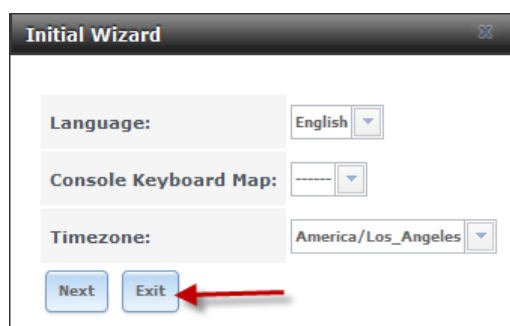 Initial Wizard
Language: English
Console Keyboard Map: ------
Timezone: America/Los_Angeles
Next Exit